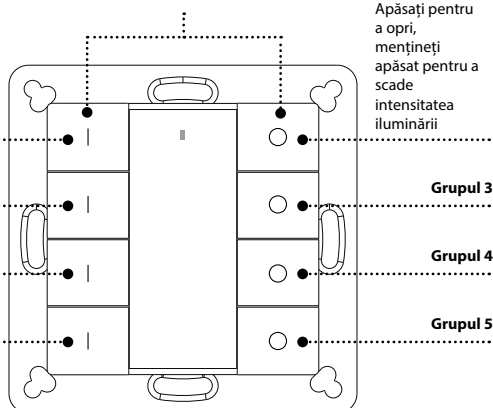 Apăsați pentru
a opri,
mențineți
apăsat pentru a
scade
intensitatea
iluminării
Grupul 3
Grupul 4
Grupul 5